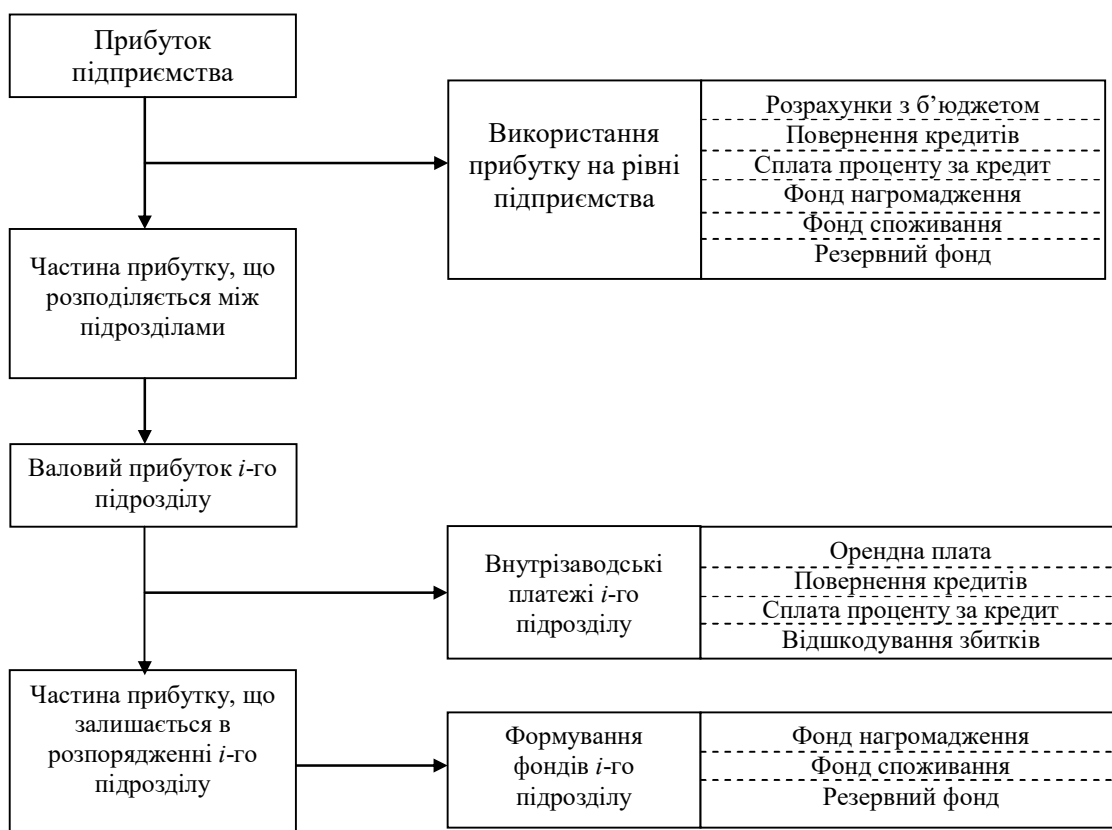 Прибуток
підприємства
Використання
прибутку на рівні
підприємства
Розрахунки з б’юджетом
Повернення кредитів
Сплата проценту за кредит
Фонд нагромадження
Фонд споживання
Резервний фонд
Частина прибутку, що
розподіляється між
підрозділами
Валовий прибуток i-го
підрозділу
Внутрізаводські
платежі i-го
підрозділу
Орендна плата
Повернення кредитів
Сплата проценту за кредит
Відшкодування збитків
Частина прибутку, що
залишається в
розпорядженні i-го
підрозділу
Формування
фондів i-го
підрозділу
Фонд нагромадження
Фонд споживання
Резервний фонд